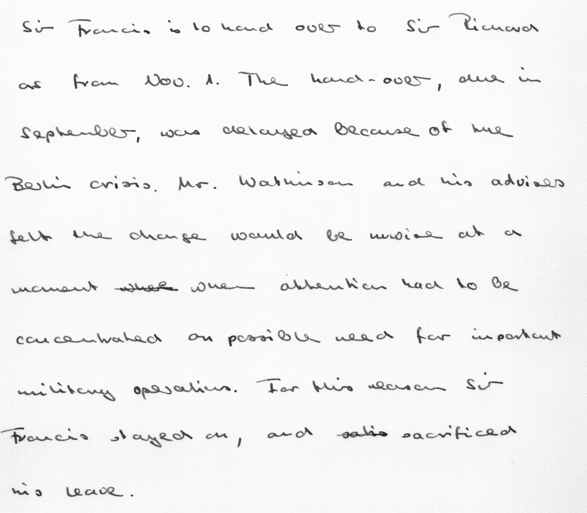 Sir Francis is to hand over to Sir Richard
as from Nov. 1. The hand-over, due in
September, was delayed because of the
Berlin crisis. Mr. Watkinson and his advisers
felt the change would be unwise at a
moment when attention had to be
concentrated on possible need for important
military operations. For this reason Sir
Francis stayed on, and sacrificed
his leave.